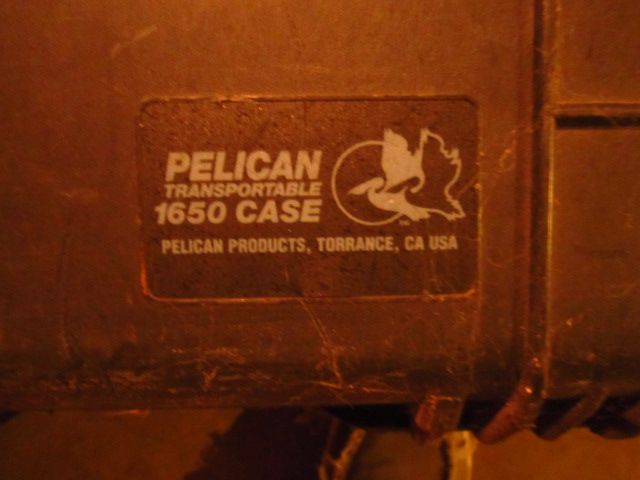 PELICAN
TRANSPORTABLE
1650 CASE
PELICAN PRODUCTS, TORRANCE, CA USA